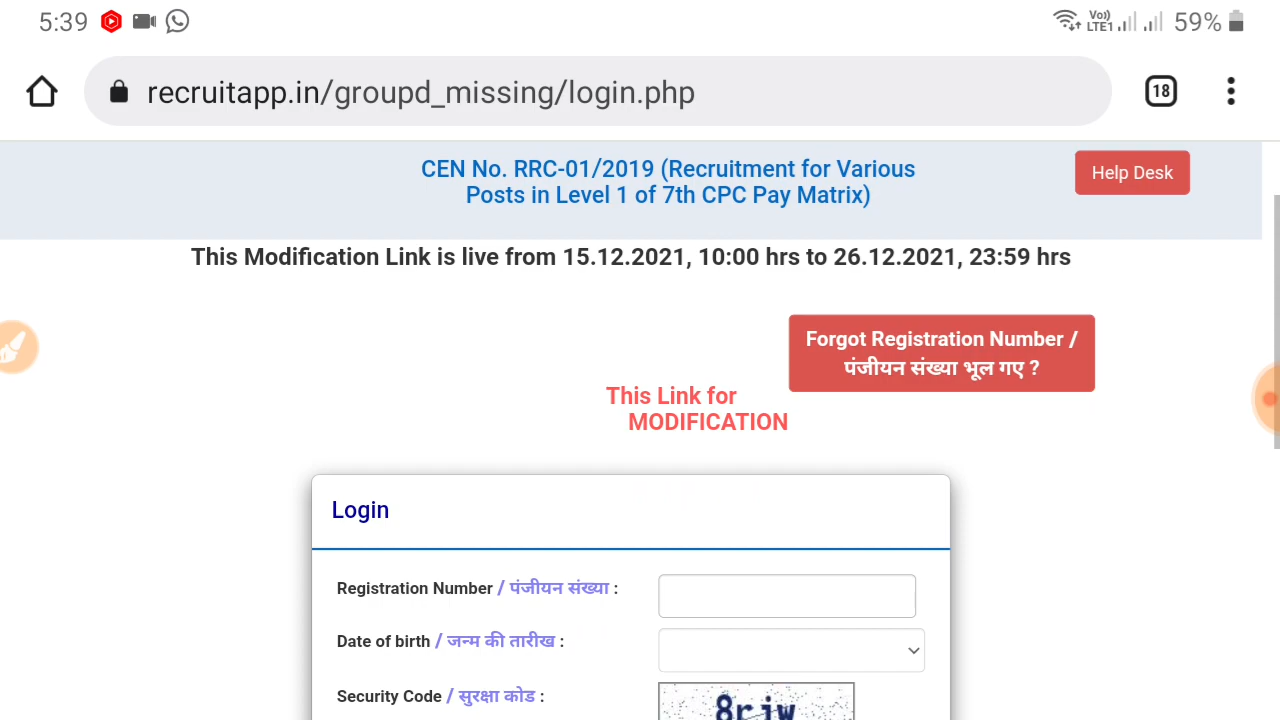 5:39 Vo)) LTE1 59%
recruitapp.in/groupd_missing/login.php 18
CEN No. RRC-01/2019 (Recruitment for Various
Posts in Level 1 of 7th CPC Pay Matrix)
Help Desk
This Modification Link is live from 15.12.2021, 10:00 hrs to 26.12.2021, 23:59 hrs
Forgot Registration Number /
पंजीयन संख्या भूल गए ?
This Link for
MODIFICATION
Login
Registration Number / पंजीयन संख्या :
Date of birth / जन्म की तारीख :
Security Code / सुरक्षा कोड :
8rjw